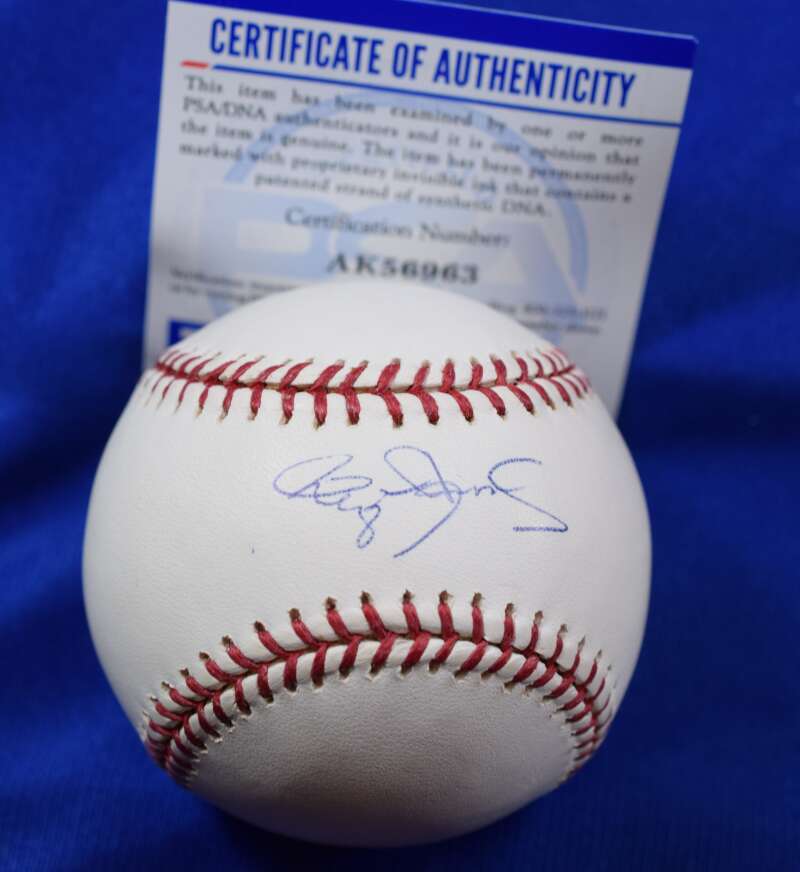 CERTIFICATE OF AUTHENTICITY
This item has been examined by one or more
PSA/DNA authenticators and it is our opinion that
the item is genuine. The item has been permanently
marked with proprietary invisible ink that contains a
patented strand of synthetic DNA.
Certification Number:
AK56963